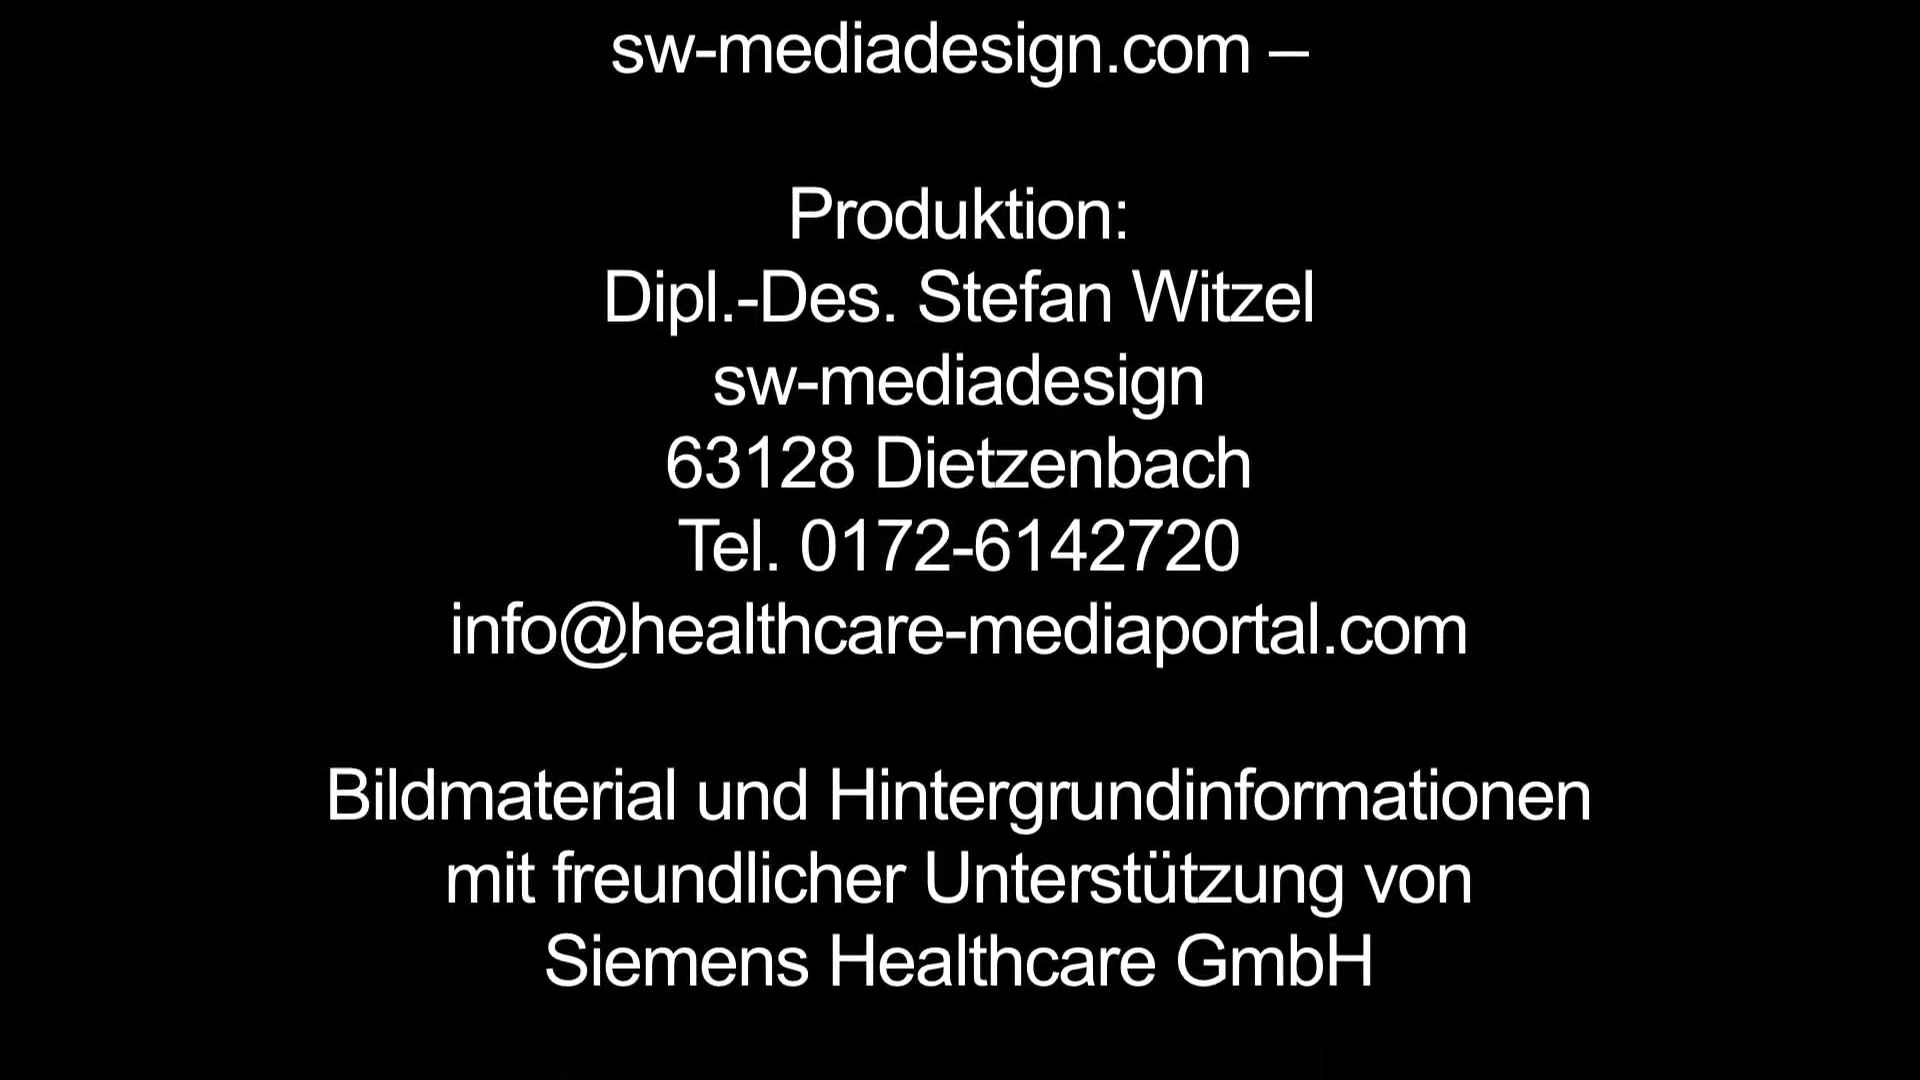 sw-mediadesign.com –
Produktion:
Dipl.-Des. Stefan Witzel
sw-mediadesign
63128 Dietzenbach
Tel. 0172-6142720
info@healthcare-mediaportal.com
Bildmaterial und Hintergrundinformationen
mit freundlicher Unterstützung von
Siemens Healthcare GmbH